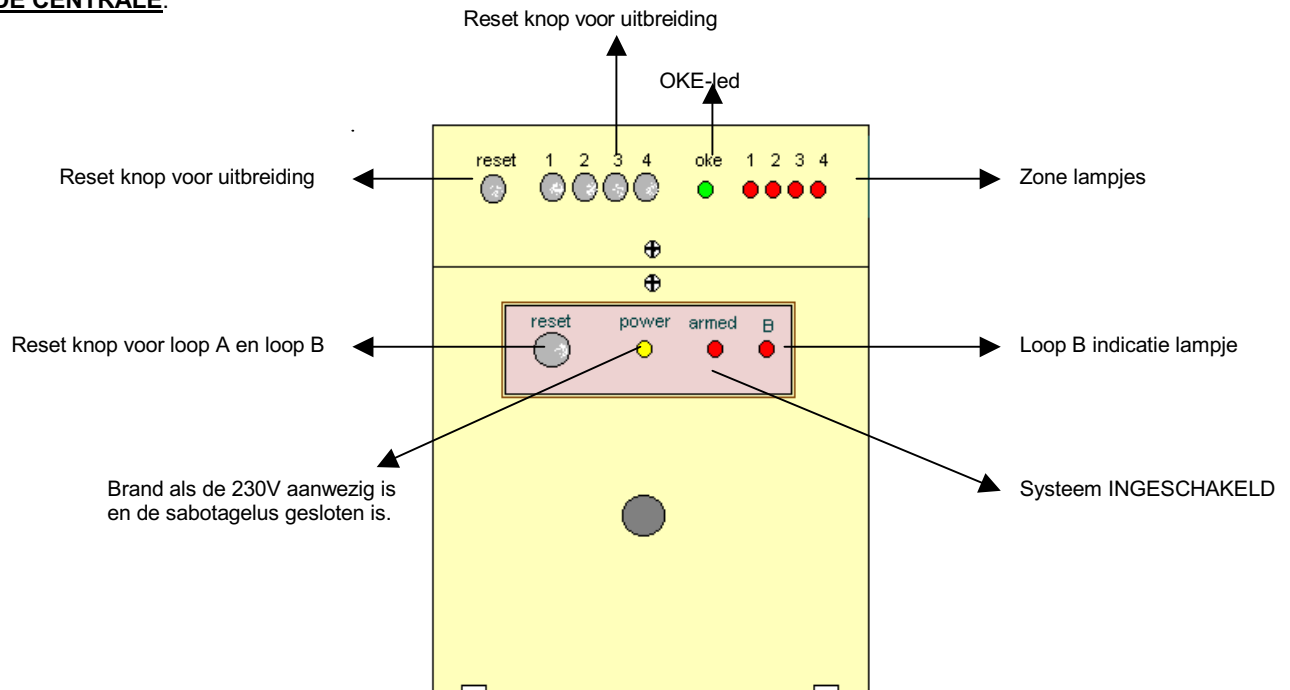 DE CENTRALE.
Reset knop voor uitbreiding
OKE-led
reset 1 2 3 4 oke 1 2 3 4
Reset knop voor uitbreiding
Zone lampjes
reset power armed B
Reset knop voor loop A en loop B
Loop B indicatie lampje
Brand als de 230V aanwezig is
en de sabotagelus gesloten is.
Systeem INGESCHAKELD